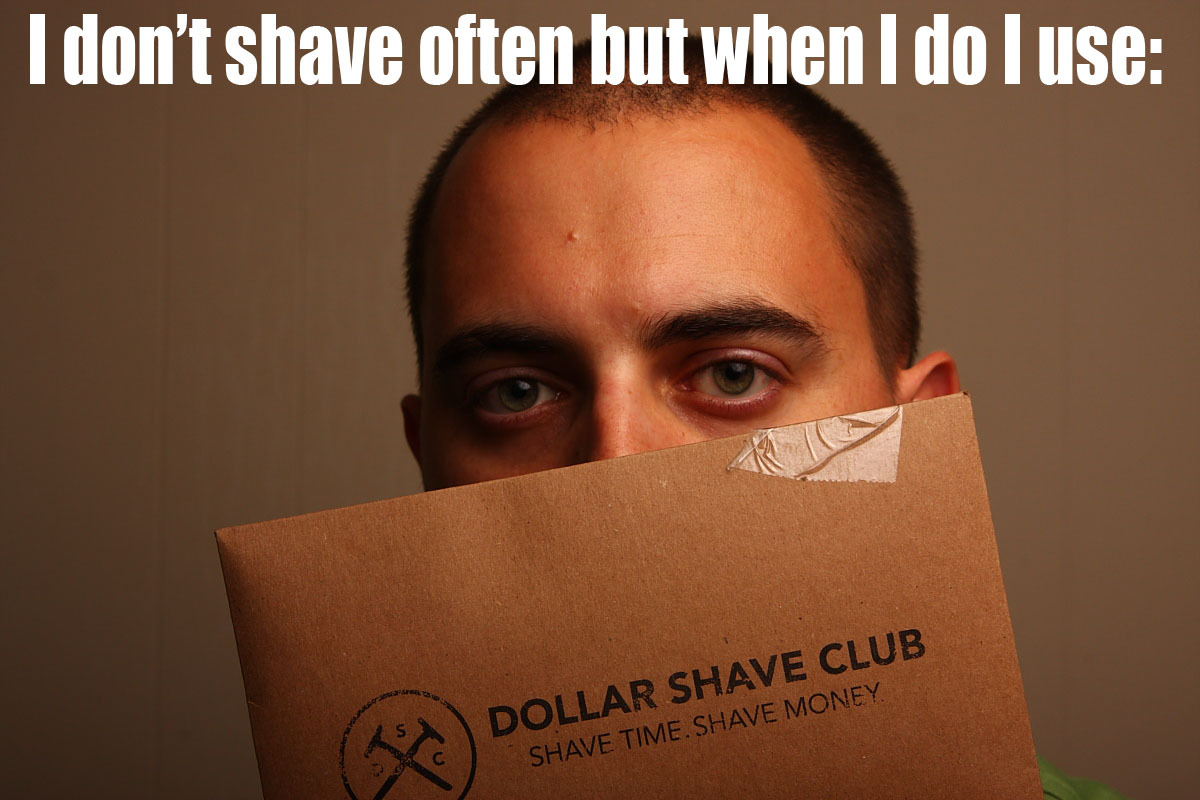 I don’t shave often but when I do I use:
DOLLAR SHAVE CLUB
SHAVE TIME. SHAVE MONEY.
D S C